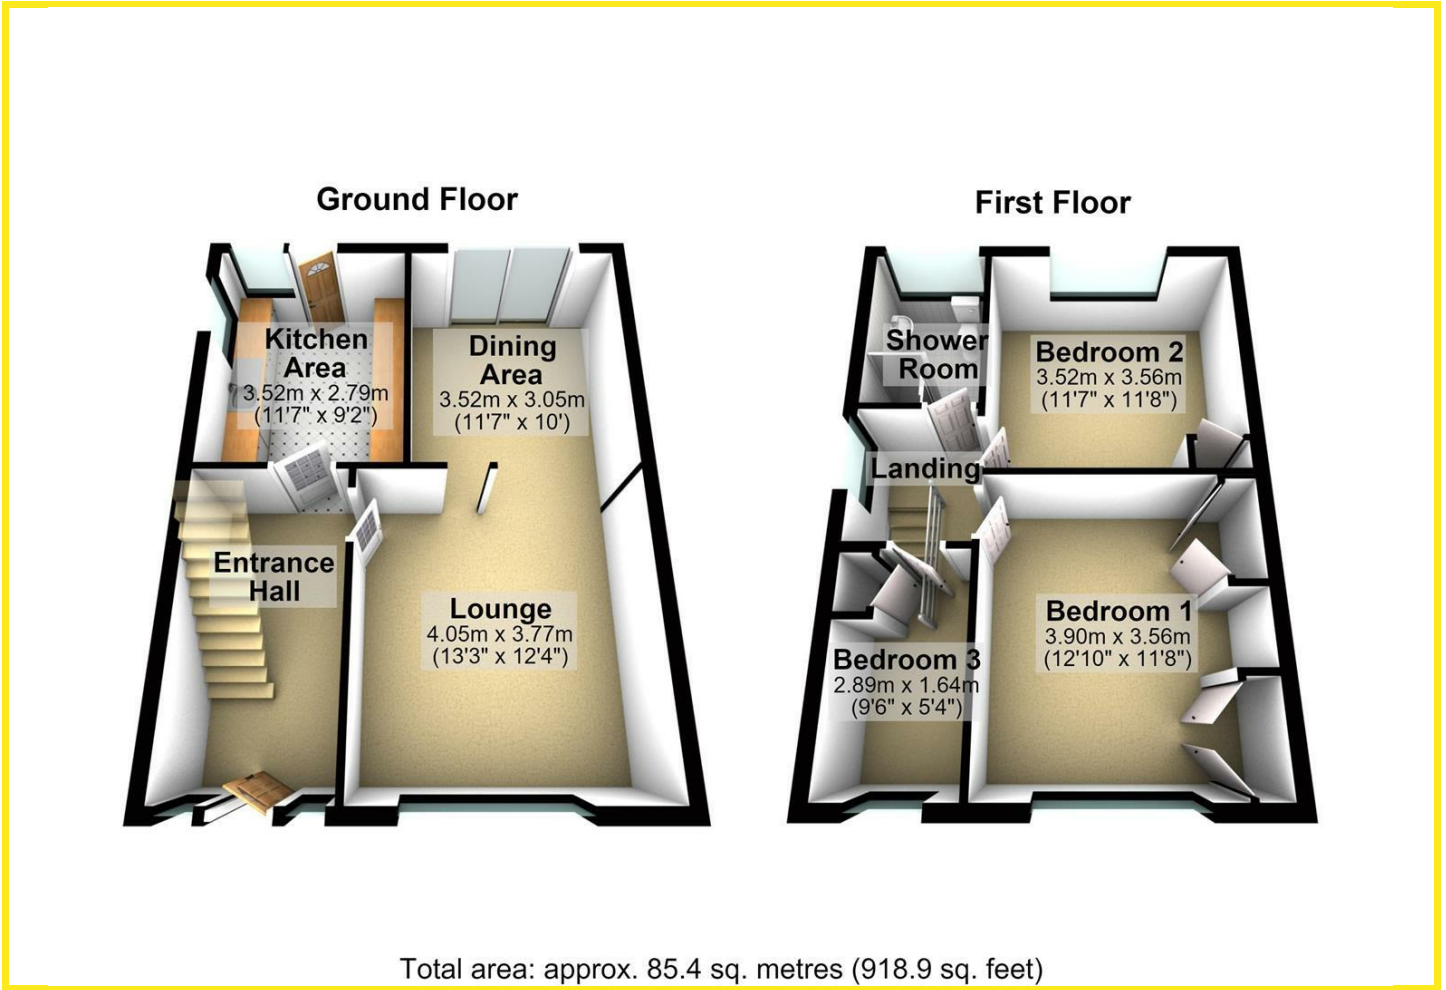 Ground Floor
Kitchen
Area
3.52m x 2.79m
(11'7" x 9'2")
Dining
Area
3.52m x 3.05m
(11'7" x 10')
Entrance
Hall
Lounge
4.05m x 3.77m
(13'3" x 12'4")
First Floor
Shower
Room
Bedroom 2
3.52m x 3.56m
(11'7" x 11'8")
Landing
Bedroom 1
3.90m x 3.56m
(12'10" x 11'8")
Bedroom 3
2.89m x 1.64m
(9'6" x 5'4")
Total area: approx. 85.4 sq. metres (918.9 sq. feet)